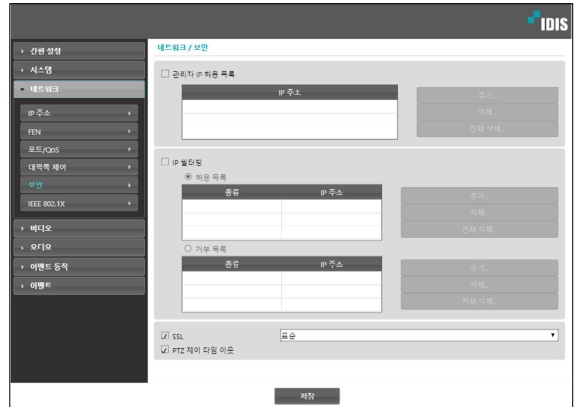 IDIS
간편 설정
시스템
네트워크
IP 주소
FEN
포트/QoS
대역폭 제어
보안
IEEE 802.1X
비디오
오디오
이벤트 동작
이벤트
네트워크 / 보안
관리자 IP 허용 목록
IP 주소
추가...
삭제...
전체 삭제...
IP 필터링
허용 목록
종류 IP 주소
추가...
삭제...
전체 삭제...
거부 목록
종류 IP 주소
추가...
삭제...
전체 삭제...
SSL 표준
PTZ 제어 타임 아웃
저장